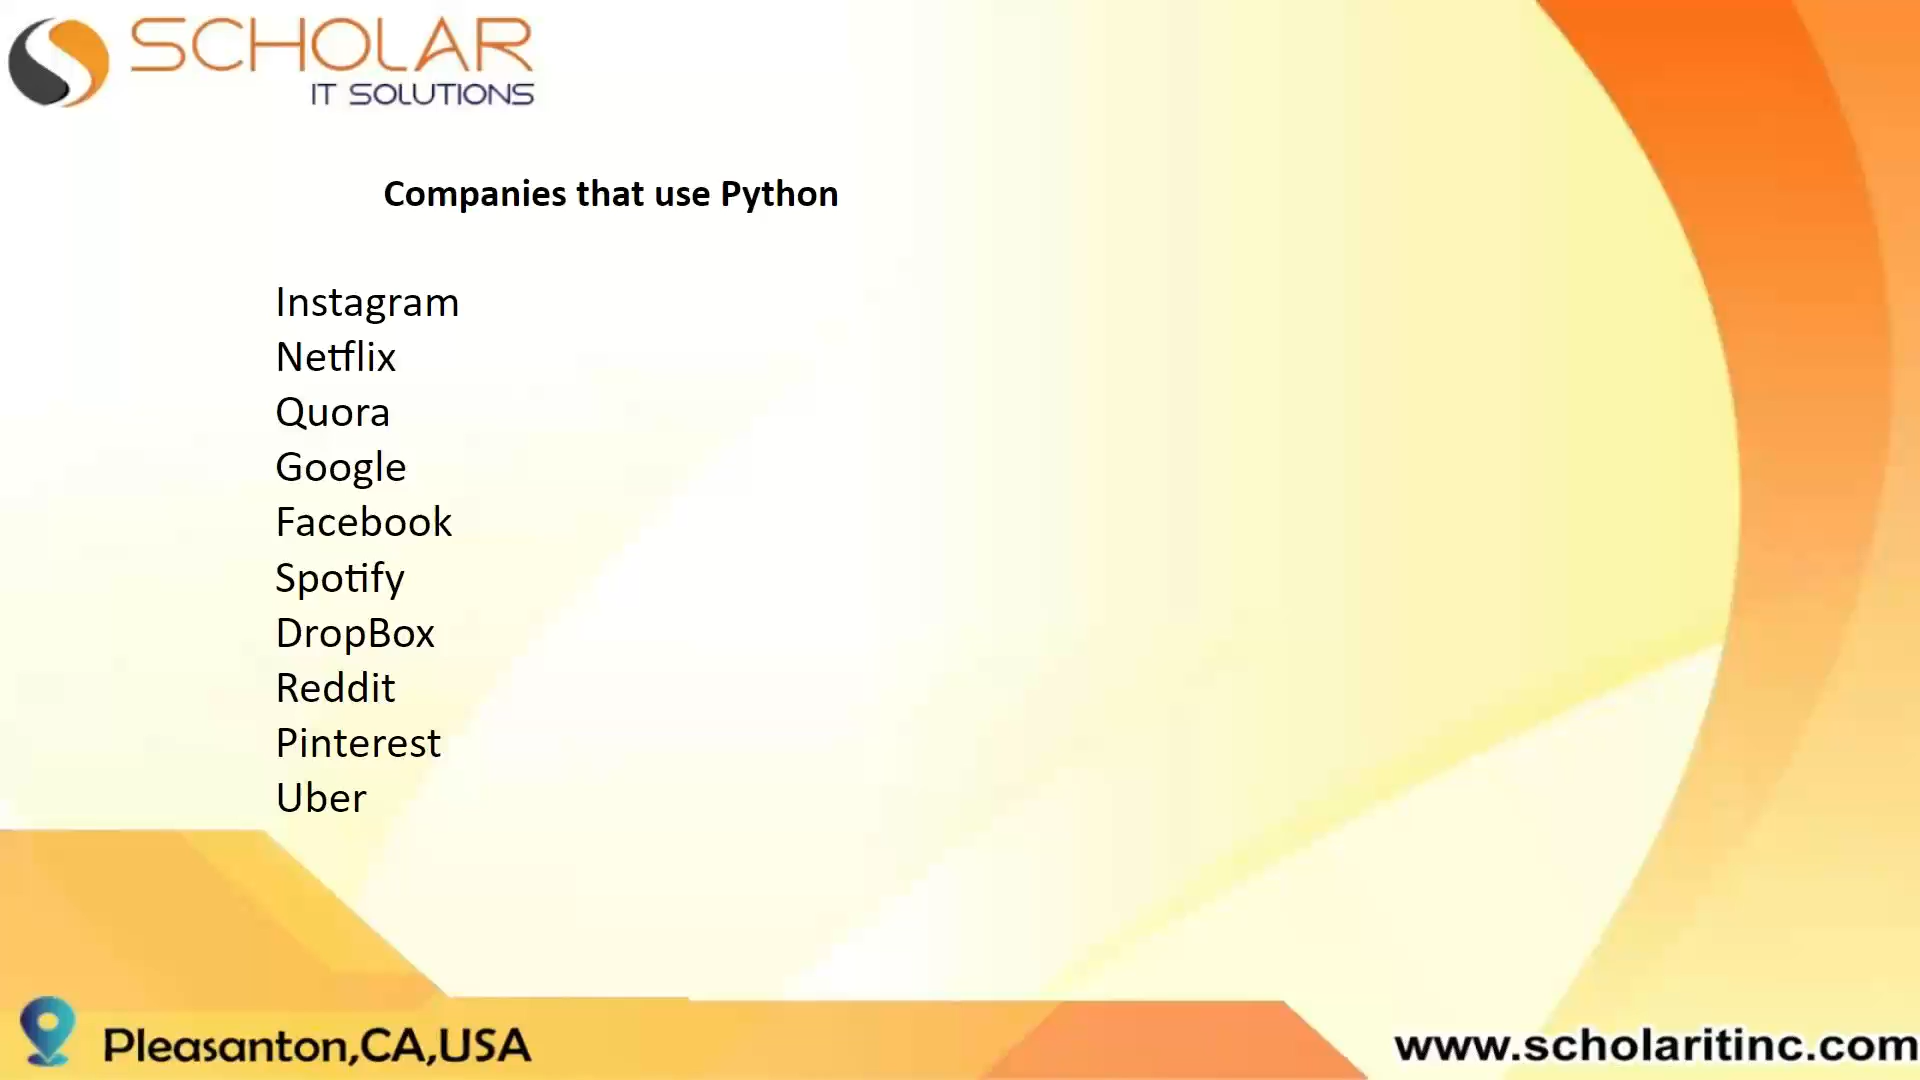 SCHOLAR
IT SOLUTIONS
Companies that use Python
Instagram
Netflix
Quora
Google
Facebook
Spotify
DropBox
Reddit
Pinterest
Uber
Pleasanton,CA,USA
www.scholaritinc.com